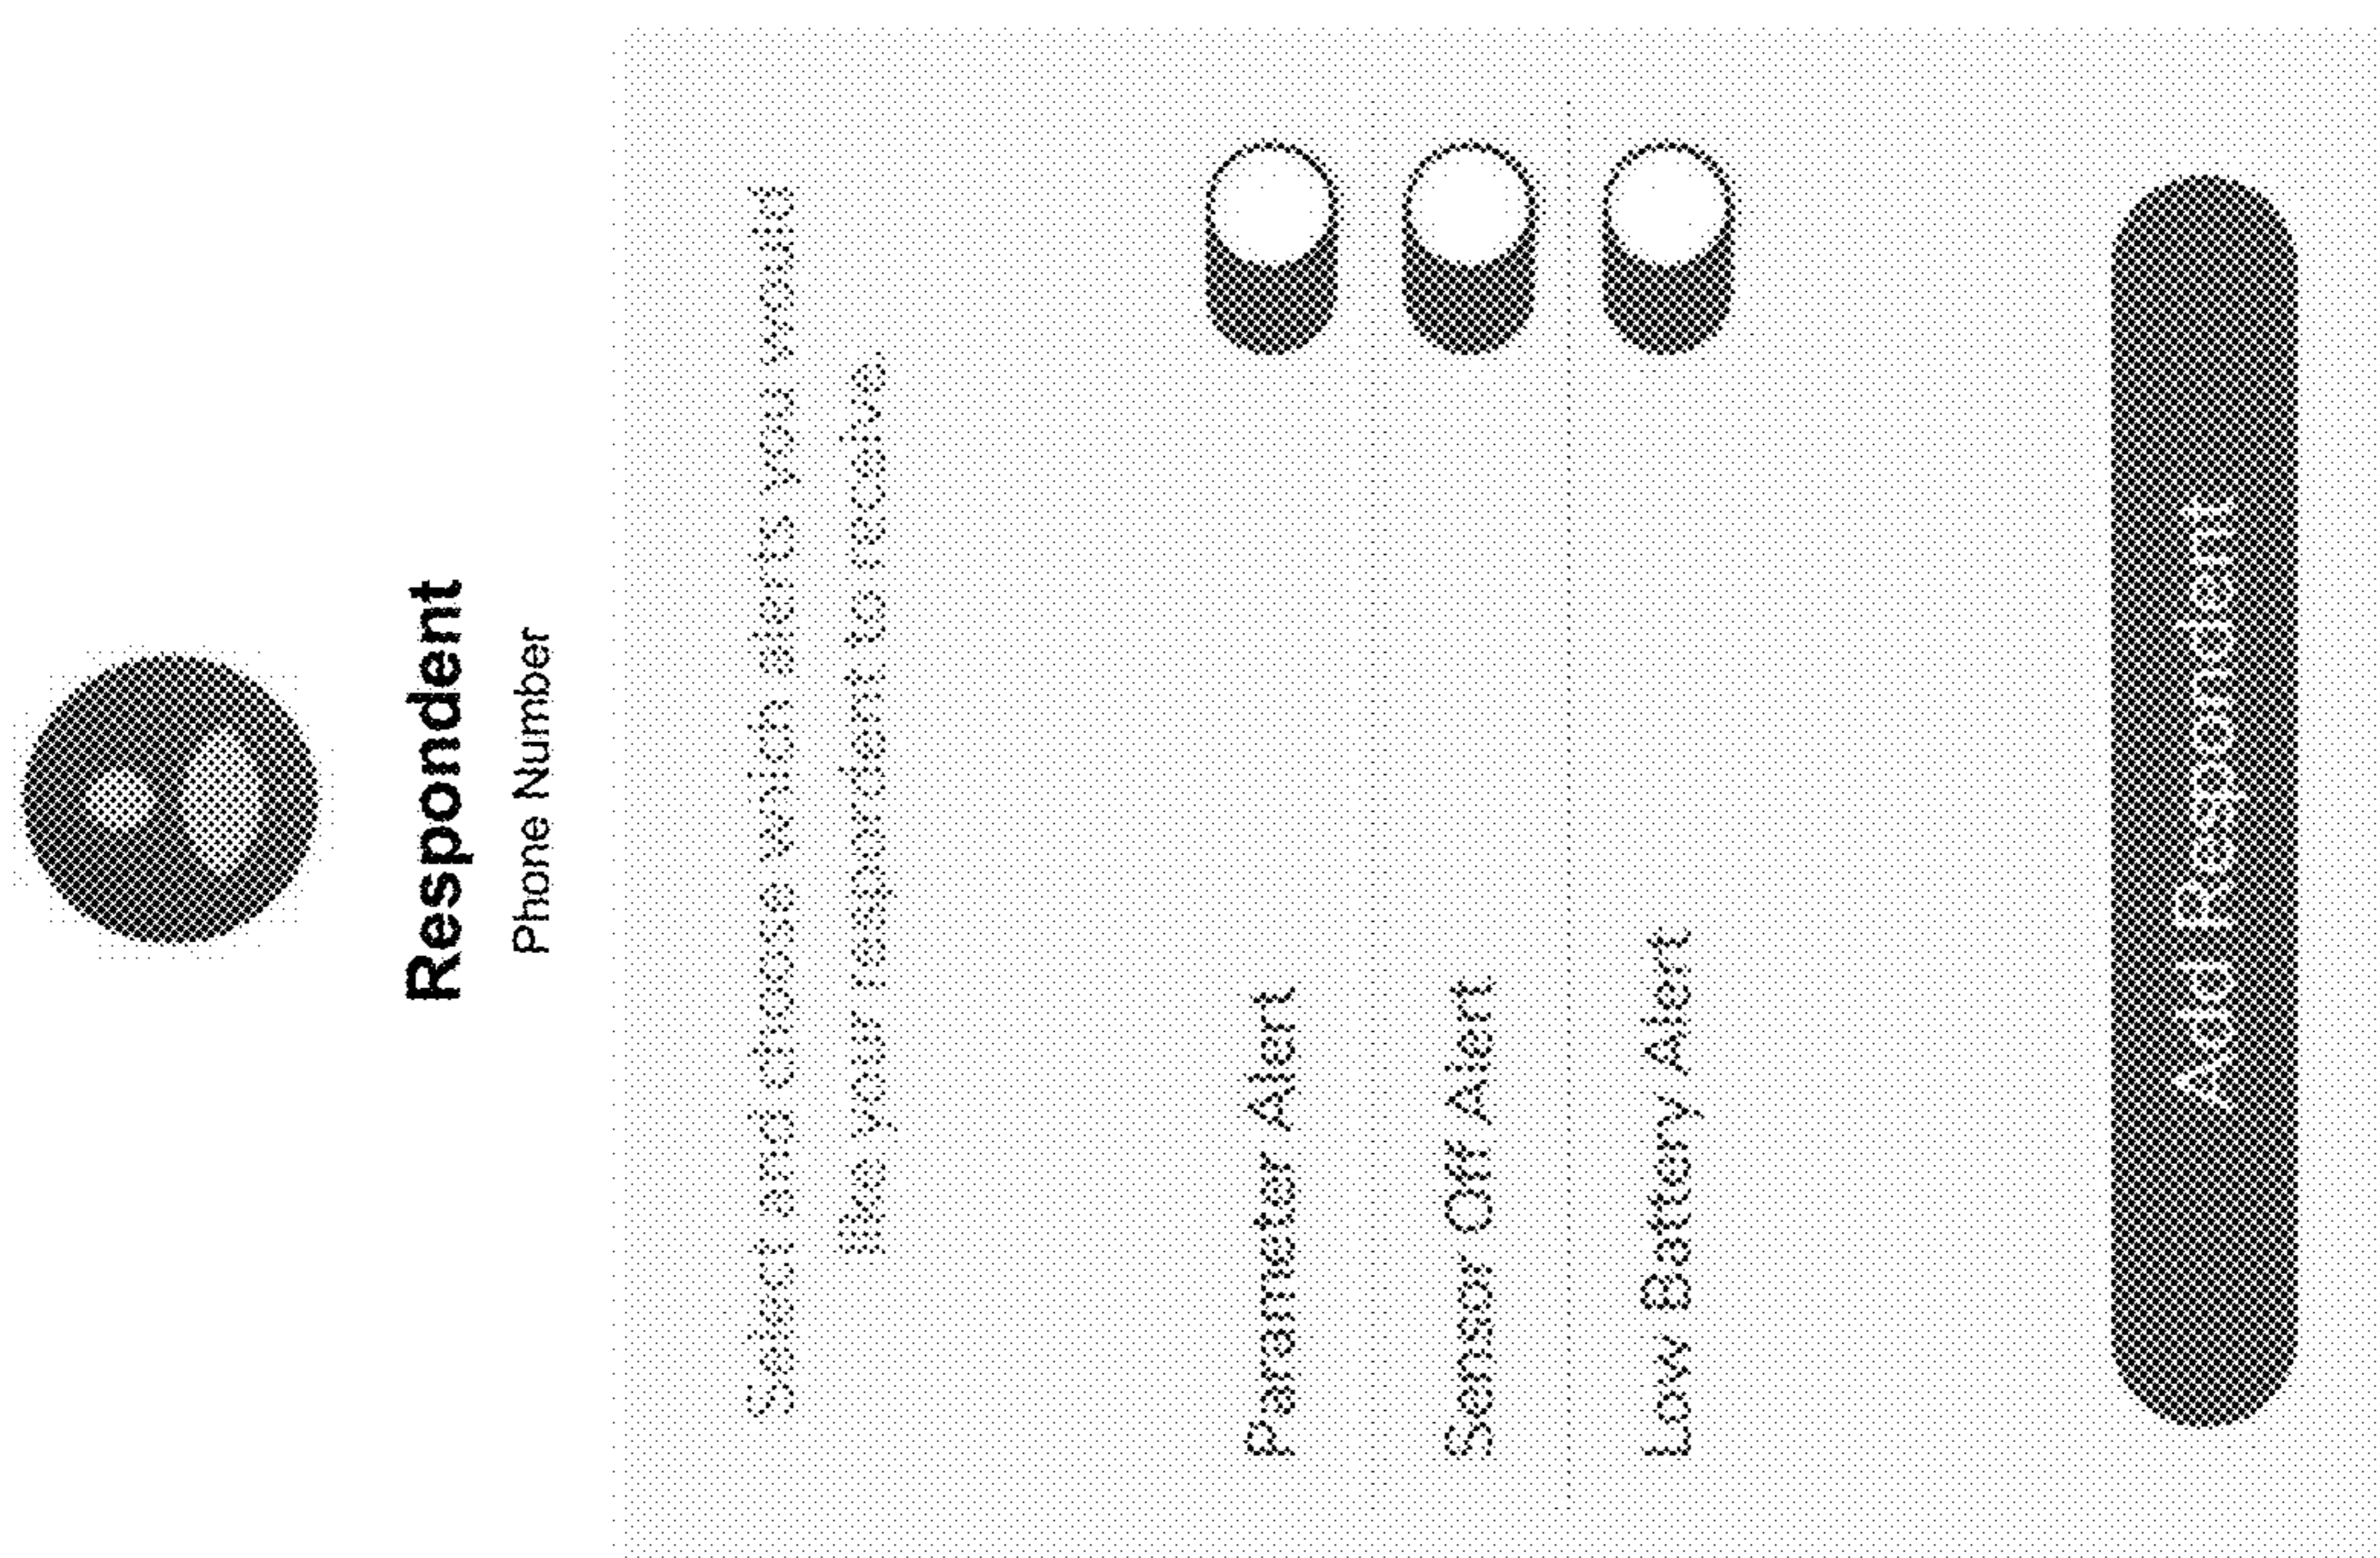 Respondent
Phone Number
Select and choose which alerts you would
like your respondent to receive.
Parameter Alert
Sensor Off Alert
Low Battery Alert
Add Respondent